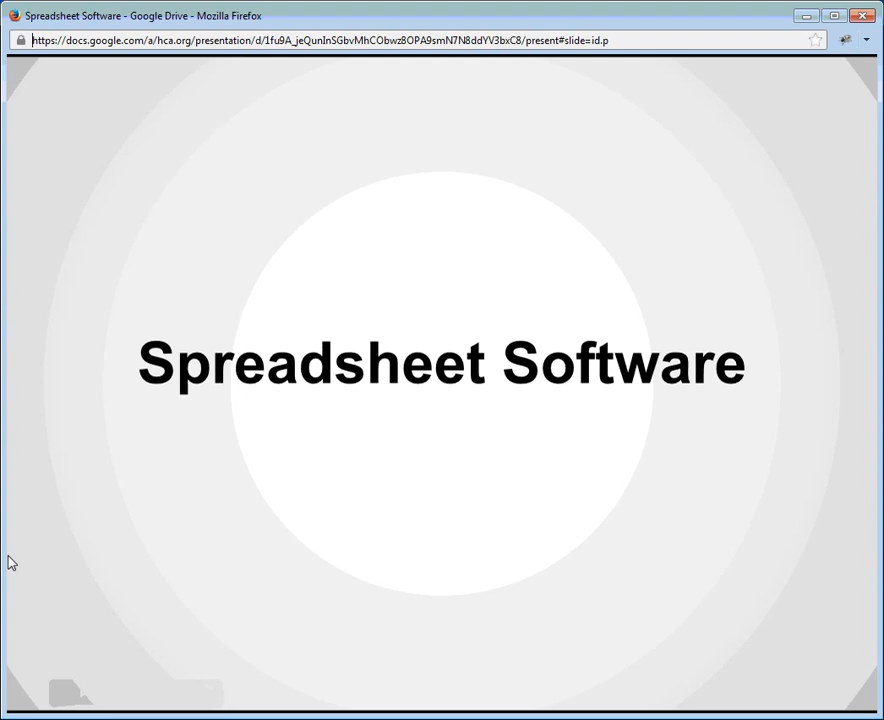 Spreadsheet Software - Google Drive - Mozilla Firefox
https://docs.google.com/a/hca.org/presentation/d/1fu9A_jeQunInSGbvMhCObwz8OPA9smN7N8ddYV3bxC8/present#slide=id.p
Spreadsheet Software